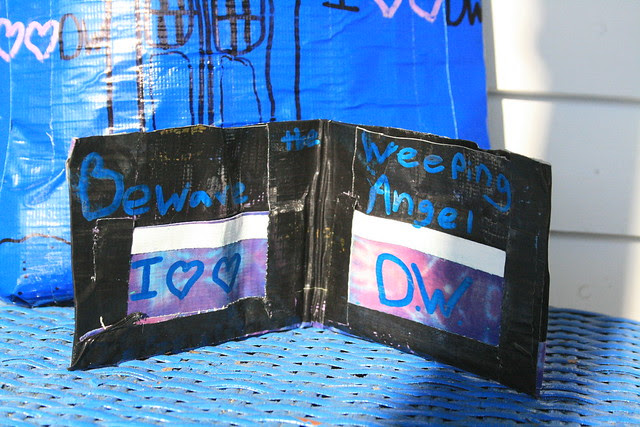 ♡♡DW
I ♡♡DW
Beware the
Weeping
Angel
I ♡ ♡
D.W